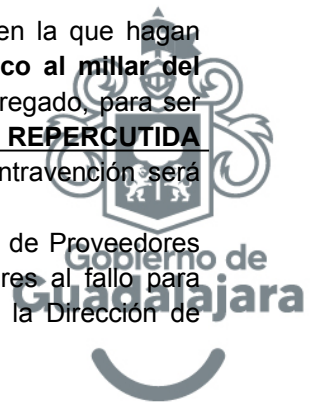 en la que hagan
co al millar del
regado, para ser
REPERCUTIDA
ntravención será
de Proveedores
res al fallo para
la Dirección de
Gobierno de
Guadalajara